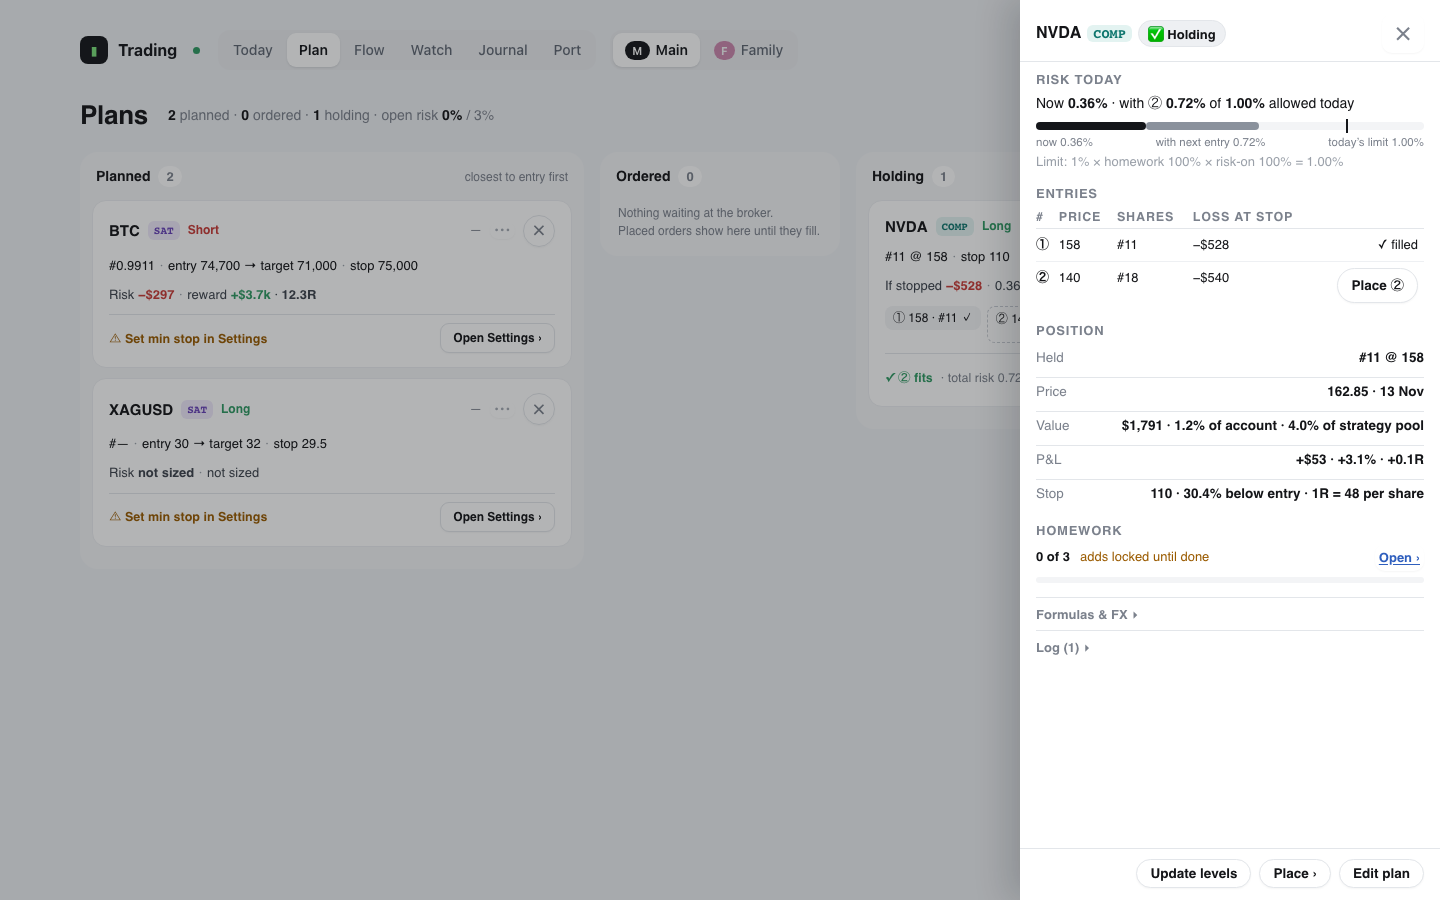 Trading
Today Plan Flow Watch Journal Port
M Main F Family
Plans
2 planned · 0 ordered · 1 holding · open risk 0% / 3%
Planned 2 closest to entry first
BTC SAT Short – ··· ✕
#0.9911 · entry 74,700 → target 71,000 · stop 75,000
Risk –$297 · reward +$3.7k · 12.3R
⚠ Set min stop in Settings Open Settings ›
XAGUSD SAT Long – ··· ✕
#— · entry 30 → target 32 · stop 29.5
Risk not sized · not sized
⚠ Set min stop in Settings Open Settings ›
Ordered 0
Nothing waiting at the broker.
Placed orders show here until they fill.
Holding 1
NVDA COMP Long
#11 @ 158 · stop 110
If stopped –$528 · 0.36
① 158 · #11 ✓ ② 14
✓② fits · total risk 0.72
NVDA COMP ✅ Holding ✕
RISK TODAY
Now 0.36% · with ② 0.72% of 1.00% allowed today
now 0.36% with next entry 0.72% today's limit 1.00%
Limit: 1% × homework 100% × risk-on 100% = 1.00%
ENTRIES
# PRICE SHARES LOSS AT STOP
① 158 #11 –$528 ✓ filled
② 140 #18 –$540 Place ②
POSITION
Held #11 @ 158
Price 162.85 · 13 Nov
Value $1,791 · 1.2% of account · 4.0% of strategy pool
P&L +$53 · +3.1% · +0.1R
Stop 110 · 30.4% below entry · 1R = 48 per share
HOMEWORK
0 of 3 adds locked until done Open ›
Formulas & FX ▸
Log (1) ▸
Update levels Place › Edit plan